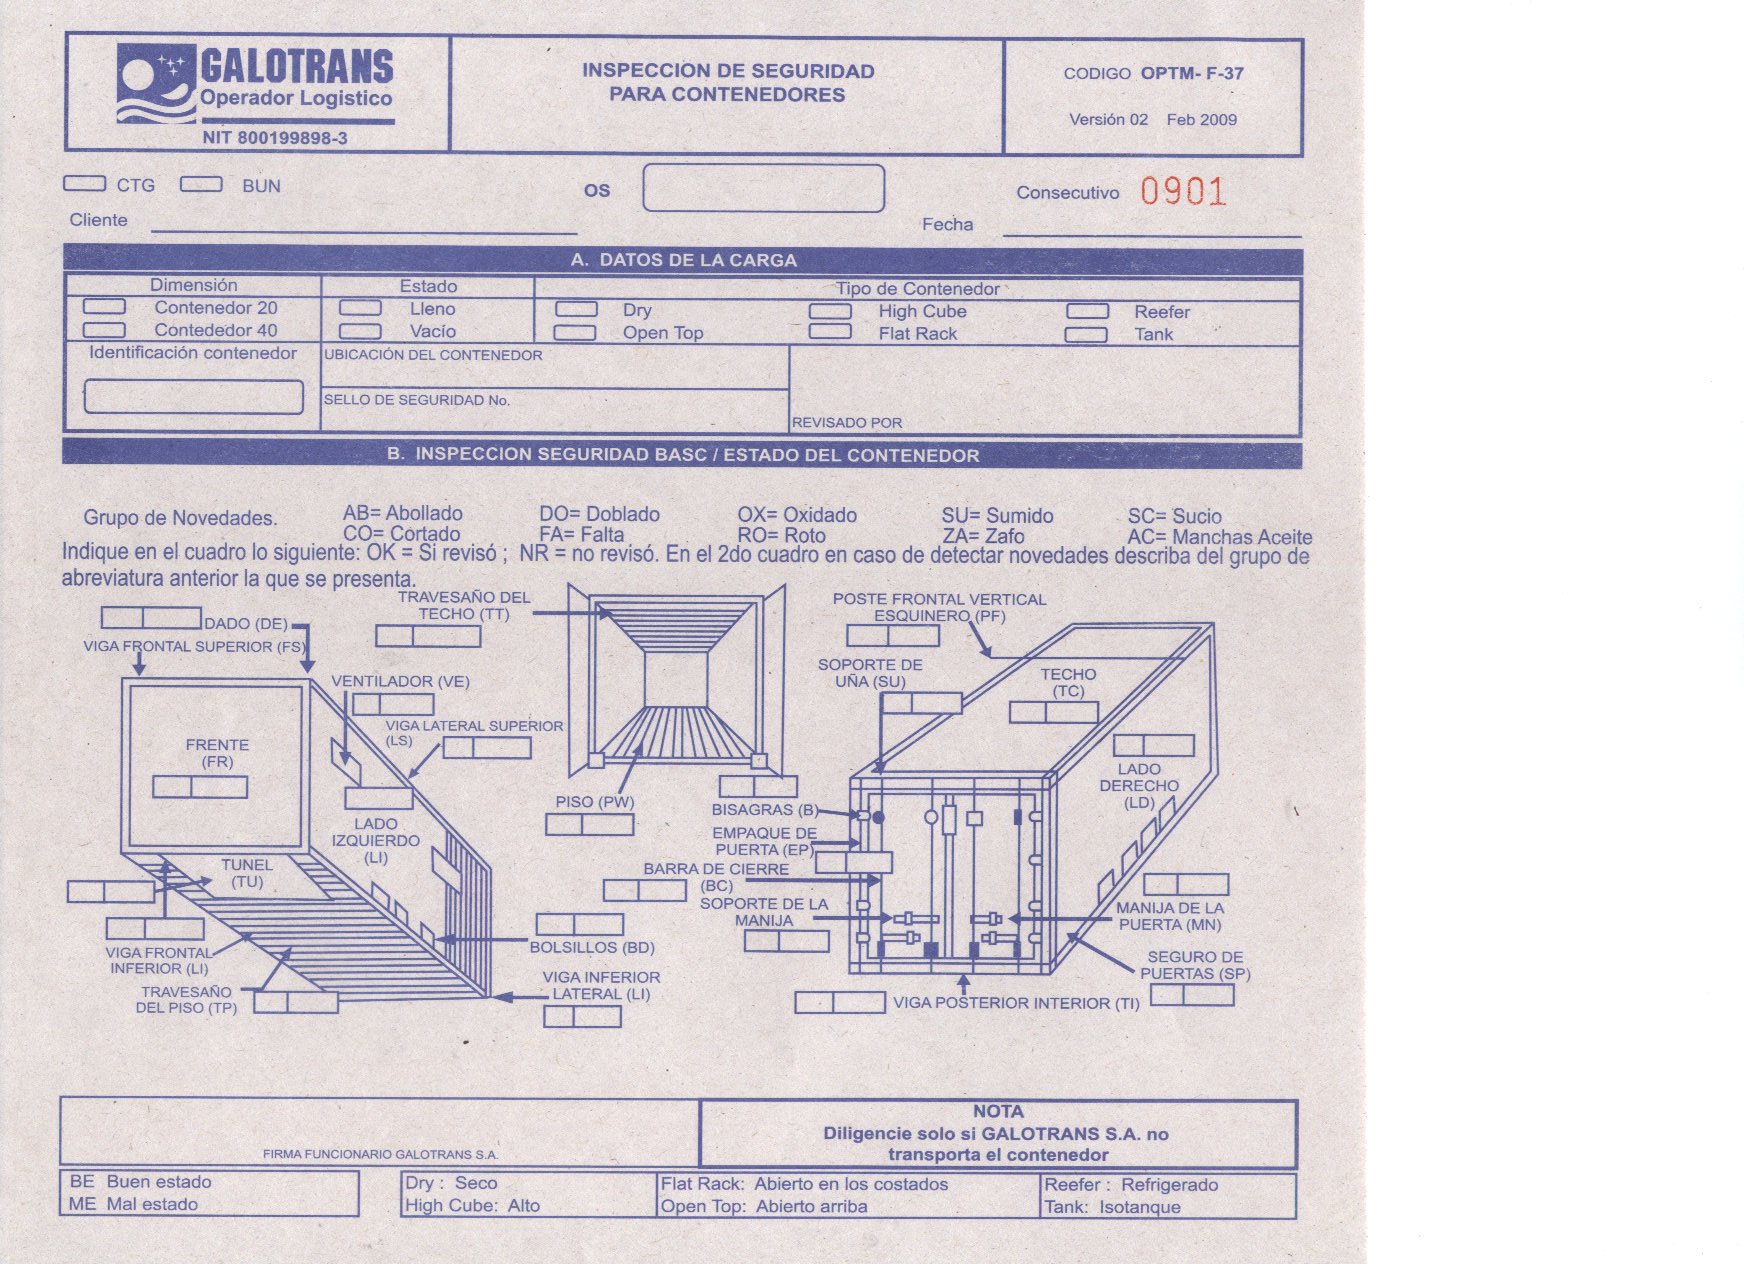 GALOTRANS
Operador Logistico
NIT 800199898-3
INSPECCION DE SEGURIDAD
PARA CONTENEDORES
CODIGO OPTM- F-37
Versión 02 Feb 2009
CTG BUN
OS
Consecutivo 0901
Cliente
Fecha
A. DATOS DE LA CARGA
Dimensión Estado Tipo de Contenedor
Contenedor 20 Lleno Dry High Cube Reefer
Contededor 40 Vacío Open Top Flat Rack Tank
Identificación contenedor
UBICACIÓN DEL CONTENEDOR
SELLO DE SEGURIDAD No.
REVISADO POR
B. INSPECCION SEGURIDAD BASC / ESTADO DEL CONTENEDOR
Grupo de Novedades.
AB= Abollado DO= Doblado OX= Oxidado SU= Sumido SC= Sucio
CO= Cortado FA= Falta RO= Roto ZA= Zafo AC= Manchas Aceite
Indique en el cuadro lo siguiente: OK = Si revisó ; NR = no revisó. En el 2do cuadro en caso de detectar novedades describa del grupo de
abreviatura anterior la que se presenta.
DADO (DE)
VIGA FRONTAL SUPERIOR (FS)
TRAVESAÑO DEL
TECHO (TT)
VENTILADOR (VE)
VIGA LATERAL SUPERIOR
(LS)
FRENTE
(FR)
LADO
IZQUIERDO
(LI)
TUNEL
(TU)
VIGA FRONTAL
INFERIOR (LI)
TRAVESAÑO
DEL PISO (TP)
BOLSILLOS (BD)
VIGA INFERIOR
LATERAL (LI)
PISO (PW)
POSTE FRONTAL VERTICAL
ESQUINERO (PF)
SOPORTE DE
UÑA (SU)
TECHO
(TC)
LADO
DERECHO
(LD)
BISAGRAS (B)
EMPAQUE DE
PUERTA (EP)
BARRA DE CIERRE
(BC)
SOPORTE DE LA
MANIJA
MANIJA DE LA
PUERTA (MN)
SEGURO DE
PUERTAS (SP)
VIGA POSTERIOR INTERIOR (TI)
FIRMA FUNCIONARIO GALOTRANS S.A.
NOTA
Diligencie solo si GALOTRANS S.A. no
transporta el contenedor
BE Buen estado
ME Mal estado
Dry : Seco
High Cube: Alto
Flat Rack: Abierto en los costados
Open Top: Abierto arriba
Reefer : Refrigerado
Tank: Isotanque